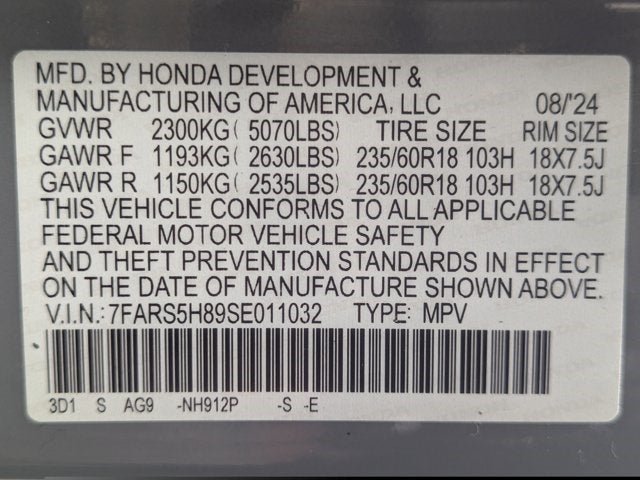 MFD. BY HONDA DEVELOPMENT &
MANUFACTURING OF AMERICA, LLC 08/'24
GVWR 2300KG( 5070LBS) TIRE SIZE RIM SIZE
GAWR F 1193KG( 2630LBS) 235/60R18 103H 18X7.5J
GAWR R 1150KG( 2535LBS) 235/60R18 103H 18X7.5J
THIS VEHICLE CONFORMS TO ALL APPLICABLE
FEDERAL MOTOR VEHICLE SAFETY
AND THEFT PREVENTION STANDARDS IN EFFECT
ON THE DATE OF MANUFACTURE SHOWN ABOVE.
V.I.N.:7FARS5H89SE011032 TYPE: MPV
3D1 S AG9 -NH912P -S -E